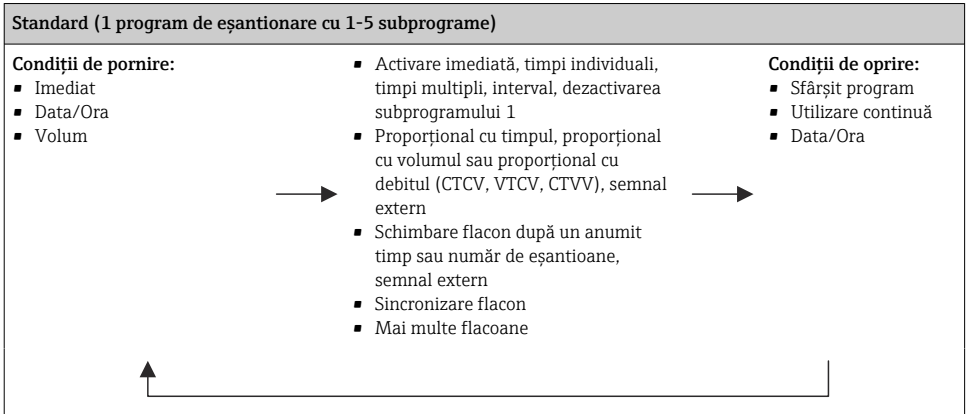 Standard (1 program de eșantionare cu 1-5 subprograme)
Condiții de pornire:
▪ Imediat
▪ Data/Ora
▪ Volum
▪ Activare imediată, timpi individuali,
timpi multipli, interval, dezactivarea
subprogramului 1
▪ Proporțional cu timpul, proporțional
cu volumul sau proporțional cu
debitul (CTCV, VTCV, CTVV), semnal
extern
▪ Schimbare flacon după un anumit
timp sau număr de eșantioane,
semnal extern
▪ Sincronizare flacon
▪ Mai multe flacoane
Condiții de oprire:
▪ Sfârșit program
▪ Utilizare continuă
▪ Data/Ora